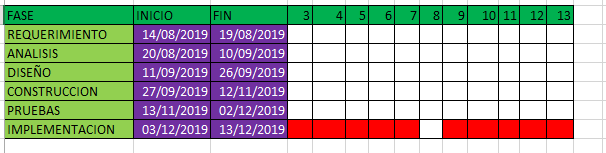 FASE INICIO FIN 3 4 5 6 7 8 9 10 11 12 13
REQUERIMIENTO 14/08/2019 19/08/2019
ANALISIS 20/08/2019 10/09/2019
DISEÑO 11/09/2019 26/09/2019
CONSTRUCCION 27/09/2019 12/11/2019
PRUEBAS 13/11/2019 02/12/2019
IMPLEMENTACION 03/12/2019 13/12/2019